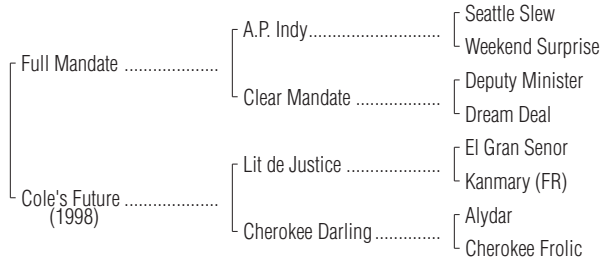 Seattle Slew
A.P. Indy..............................
Weekend Surprise
Full Mandate .....................
Deputy Minister
Clear Mandate ...................
Dream Deal
El Gran Senor
Lit de Justice .....................
Kanmary (FR)
Cole's Future .....................
(1998)
Alydar
Cherokee Darling...............
Cherokee Frolic